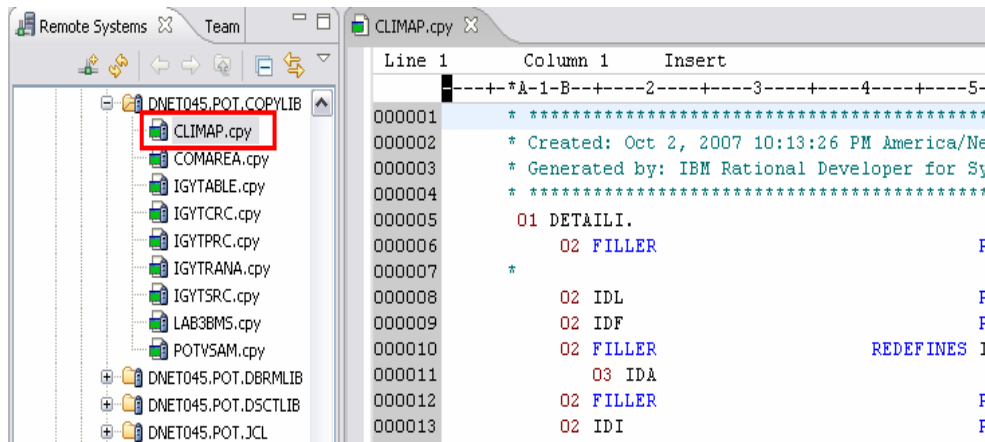 Remote Systems
Team
DNET045.POT.COPYLIB
CLIMAP.cpy
COMAREA.cpy
IGYTABLE.cpy
IGYTCRC.cpy
IGYTPRC.cpy
IGYTRANA.cpy
IGYTSRC.cpy
LAB3BMS.cpy
POTVSAM.cpy
DNET045.POT.DBRMLIB
DNET045.POT.DSCTLIB
DNET045.POT.JCL
CLIMAP.cpy
Line 1 Column 1 Insert
----+-*A-1-B--+----2----+----3----+----4----+----5-
000001 * *******************************************
000002 * Created: Oct 2, 2007 10:13:26 PM America/Ne
000003 * Generated by: IBM Rational Developer for Sy
000004 * *******************************************
000005 01 DETAILI.
000006 02 FILLER P
000007 *
000008 02 IDL P
000009 02 IDF P
000010 02 FILLER REDEFINES I
000011 03 IDA
000012 02 FILLER P
000013 02 IDI P